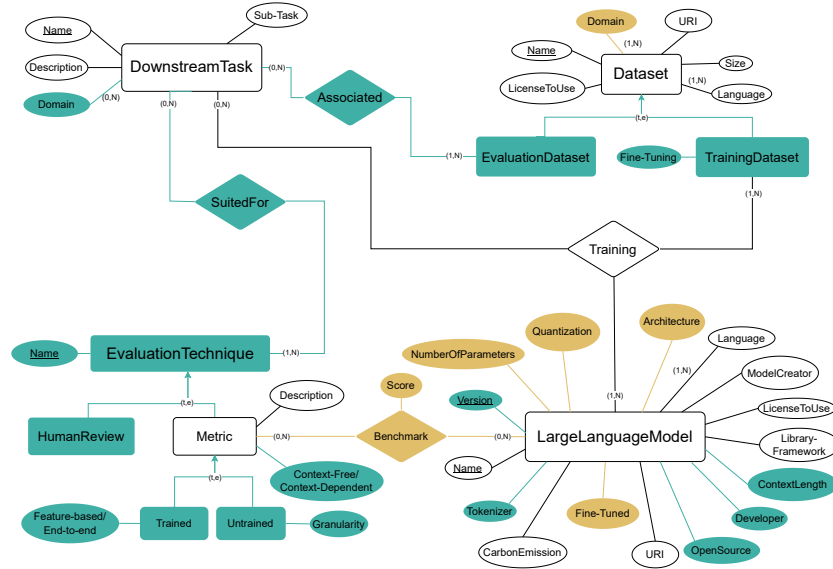 Sub-Task
Name
Description
DownstreamTask
Domain
(0,N)
(0,N)
(0,N)
(0,N)
Associated
(1,N)
Domain
URI
(1,N)
Name
Size
Dataset
(1,N)
LicenseToUse
Language
(t,e)
EvaluationDataset
Fine-Tuning
TrainingDataset
(1,N)
SuitedFor
Training
Name
EvaluationTechnique
(1,N)
(t,e)
HumanReview
Metric
Description
(0,N)
Context-Free/
Context-Dependent
(t,e)
Feature-based/
End-to-end
Trained
Untrained
Granularity
Score
Benchmark
(0,N)
NumberOfParameters
Quantization
Architecture
Language
(1,N)
(1,N)
ModelCreator
Version
LicenseToUse
LargeLanguageModel
Library-
Framework
Name
ContextLength
Tokenizer
Fine-Tuned
Developer
CarbonEmission
URI
OpenSource